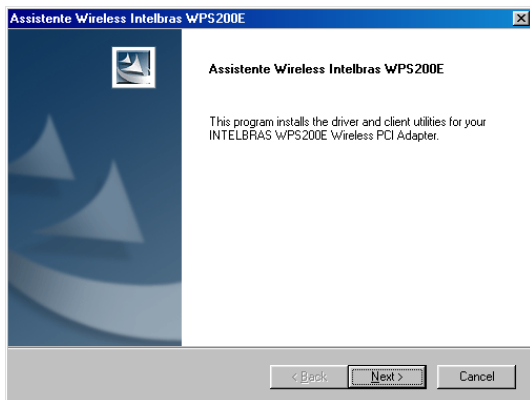 Assistente Wireless Intelbras WPS200E
Assistente Wireless Intelbras WPS200E
This program installs the driver and client utilities for your
INTELBRAS WPS200E Wireless PCI Adapter.
< Back
Next >
Cancel